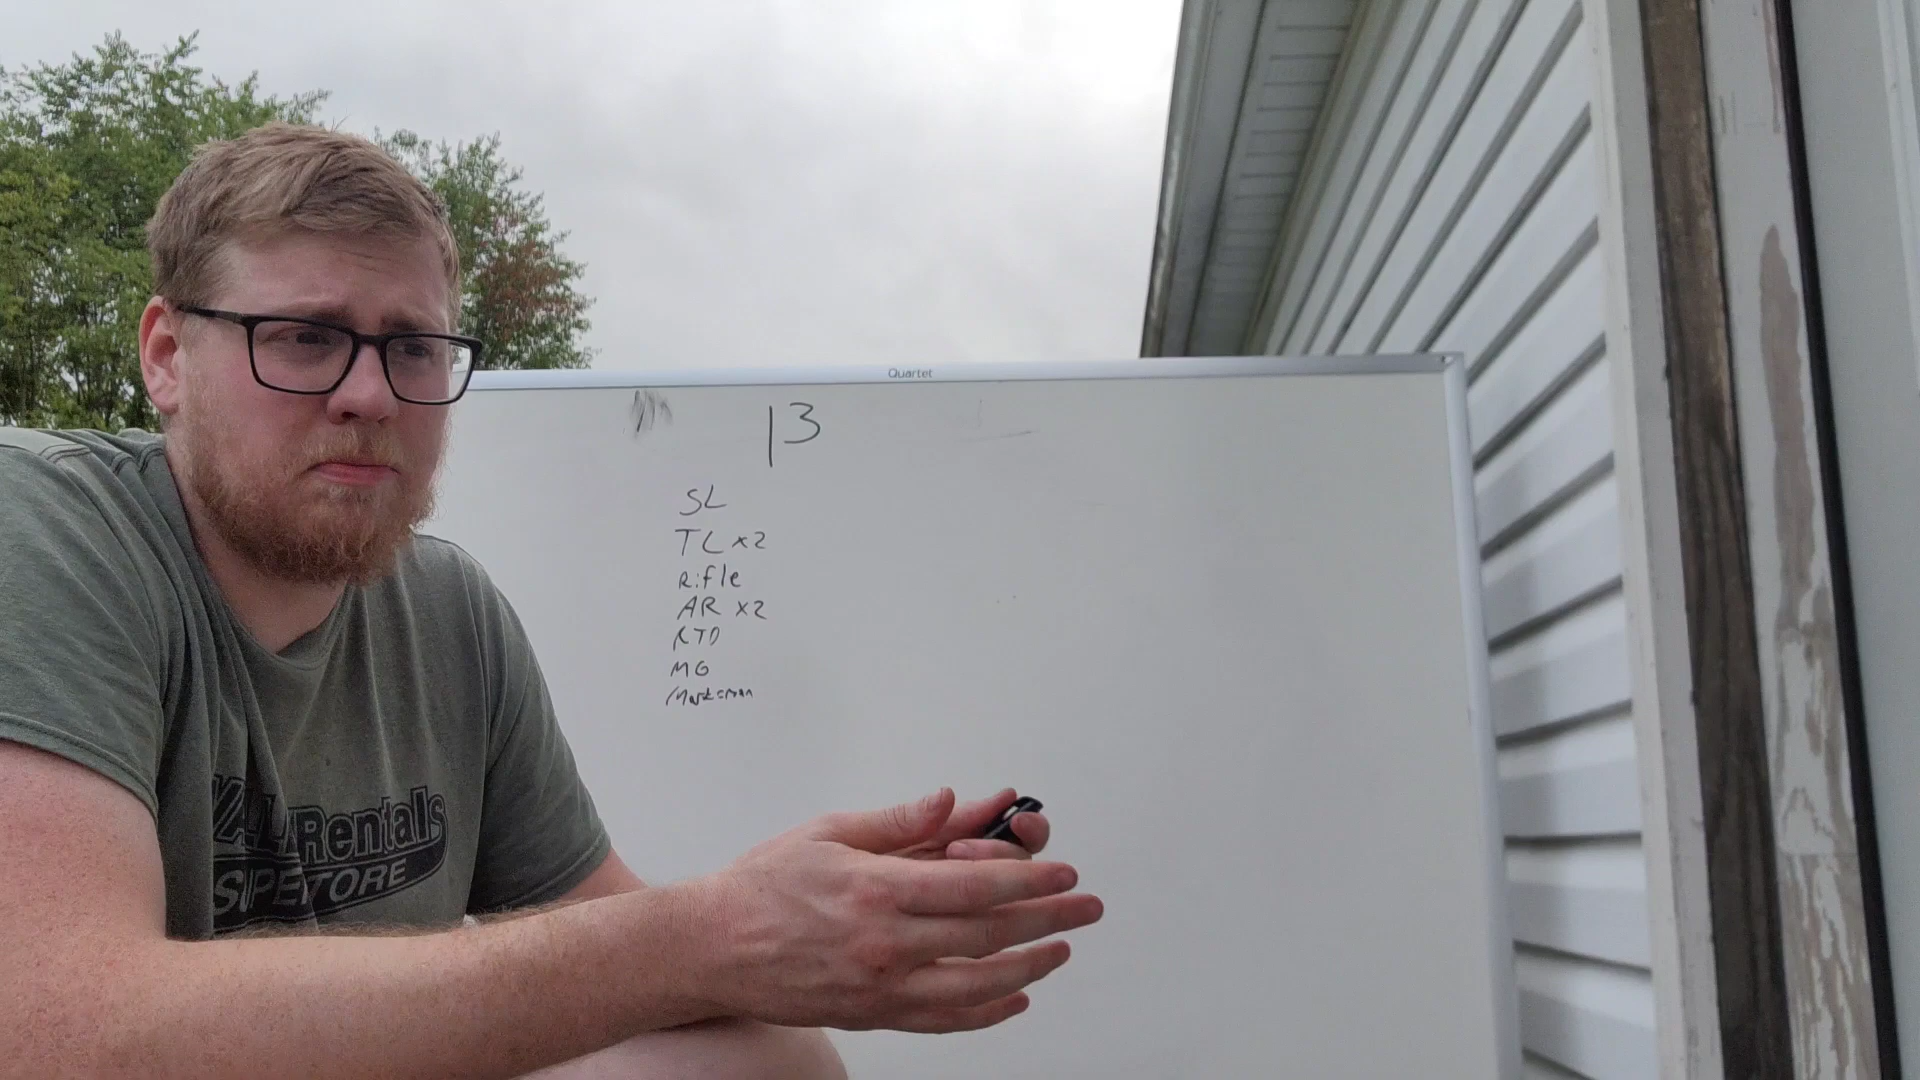 Quartet
13
SL
TL x2
Rifle
AR x2
RTO
MG
Marksman
Rentals